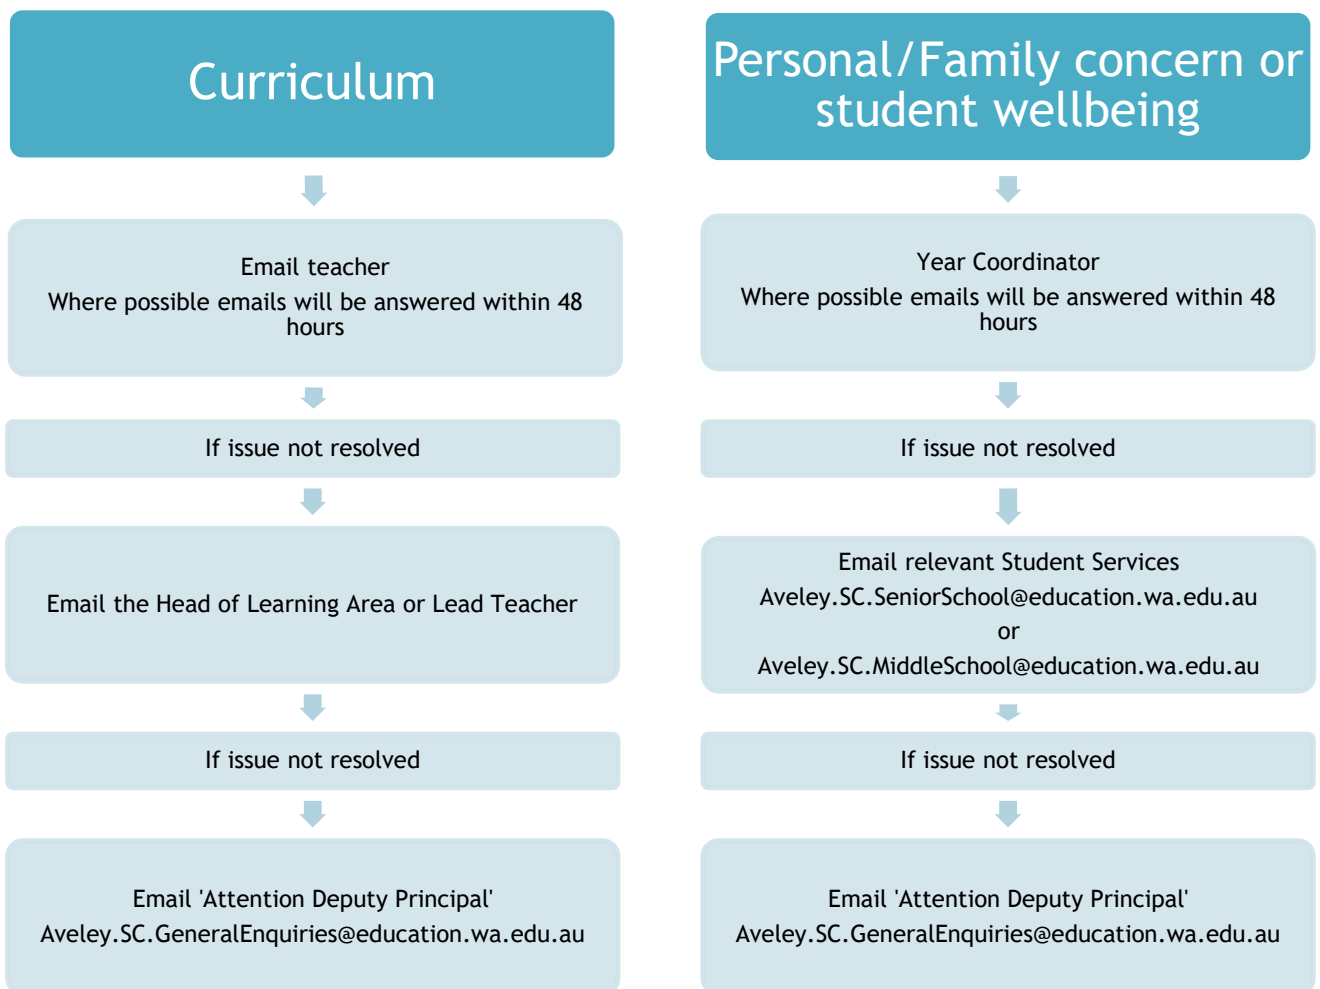 Curriculum
Email teacher
Where possible emails will be answered within 48
hours
If issue not resolved
Email the Head of Learning Area or Lead Teacher
If issue not resolved
Email 'Attention Deputy Principal'
Aveley.SC.GeneralEnquiries@education.wa.edu.au
Personal/Family concern or
student wellbeing
Year Coordinator
Where possible emails will be answered within 48
hours
If issue not resolved
Email relevant Student Services
Aveley.SC.SeniorSchool@education.wa.edu.au
or
Aveley.SC.MiddleSchool@education.wa.edu.au
If issue not resolved
Email 'Attention Deputy Principal'
Aveley.SC.GeneralEnquiries@education.wa.edu.au